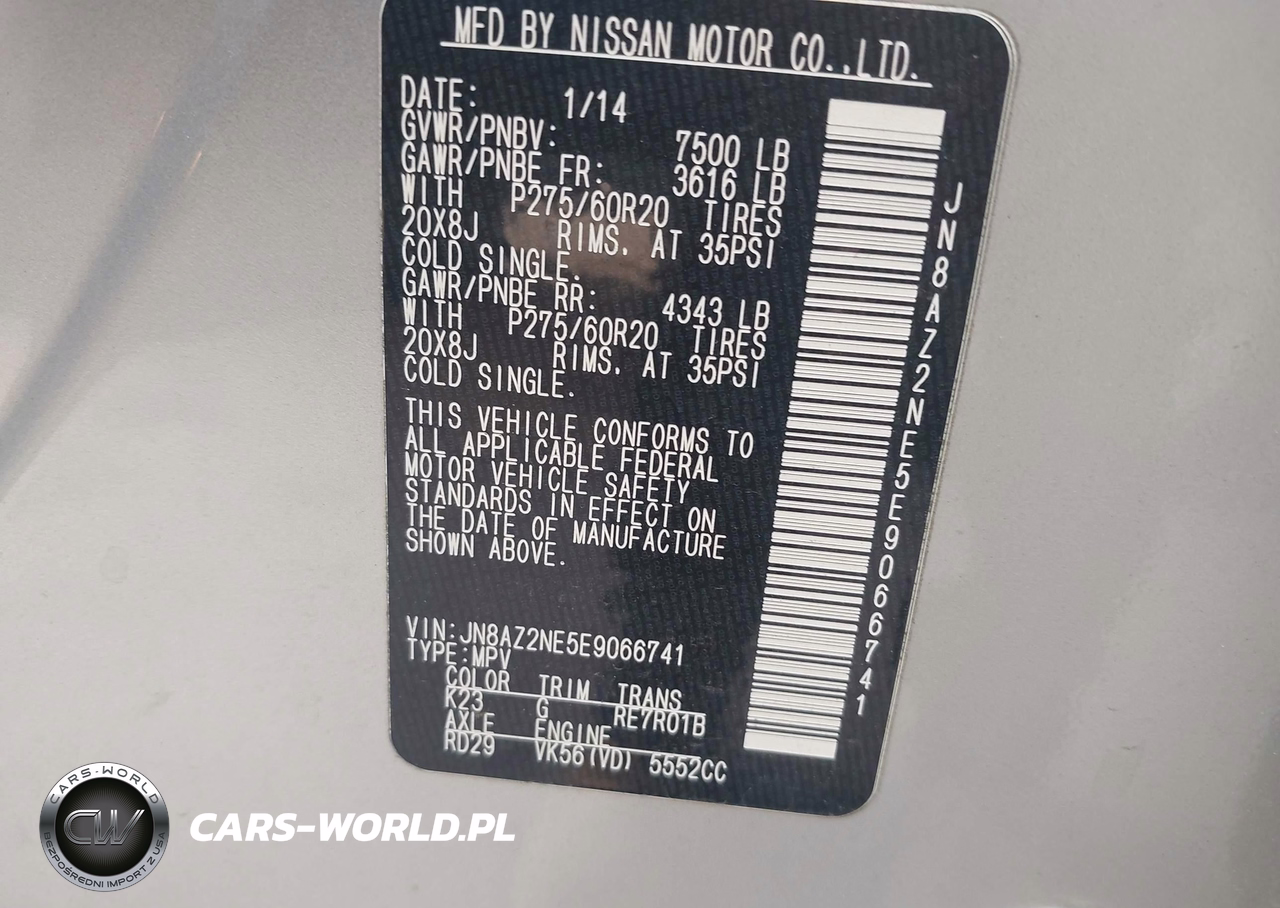 MFD BY NISSAN MOTOR CO.,LTD.
DATE: 1/14
GVWR/PNBV: 7500 LB
GAWR/PNBE FR: 3616 LB
WITH P275/60R20 TIRES
20X8J RIMS. AT 35PSI
COLD SINGLE.
GAWR/PNBE RR: 4343 LB
WITH P275/60R20 TIRES
20X8J RIMS. AT 35PSI
COLD SINGLE.
THIS VEHICLE CONFORMS TO
ALL APPLICABLE FEDERAL
MOTOR VEHICLE SAFETY
STANDARDS IN EFFECT ON
THE DATE OF MANUFACTURE
SHOWN ABOVE.
VIN:JN8AZ2NE5E9066741
TYPE:MPV
COLOR TRIM TRANS
K23 G RE7R01B
AXLE ENGINE
RD29 VK56(VD) 5552CC
JN8AZ2NE5E9066741
CARS-WORLD
CW
BEZPOŚREDNI IMPORT Z USA
CARS-WORLD.PL